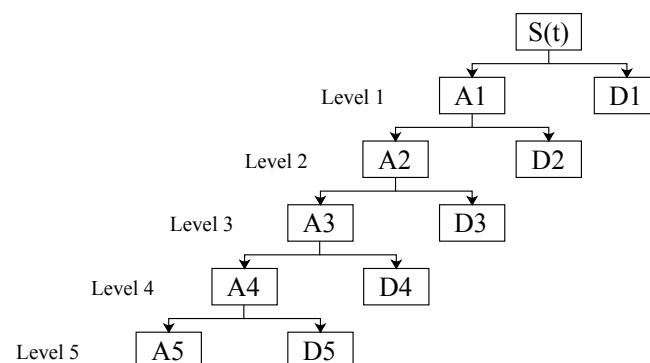 S(t)
Level 1 A1 D1
Level 2 A2 D2
Level 3 A3 D3
Level 4 A4 D4
Level 5 A5 D5